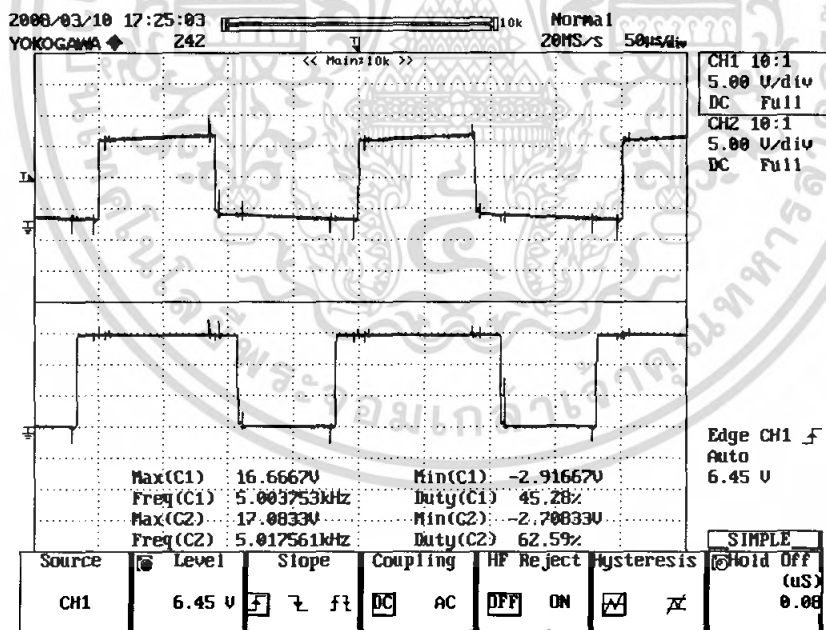 2008/03/10 17:25:03
10k
Normal
YOKOGAWA
242
20MS/s 50us/div
<< Main:10k >>
CH1 10:1
5.00 V/div
DC Full
CH2 10:1
5.00 V/div
DC Full
Edge CH1
Auto
6.45 V
Max(C1) 16.6667V Min(C1) -2.91667V
Freq(C1) 5.003753kHz Duty(C1) 45.28%
Max(C2) 17.0833V Min(C2) -2.70833V
Freq(C2) 5.017561kHz Duty(C2) 62.59%
SIMPLE
Source Level Slope Coupling HF Reject Hysteresis Hold Off
(uS)
CH1 6.45 V DC AC OFF ON 0.08